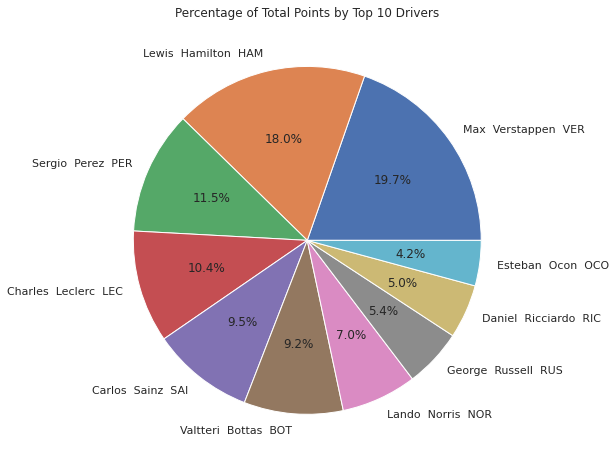 Percentage of Total Points by Top 10 Drivers
Lewis Hamilton HAM
Max Verstappen VER
18.0%
Sergio Perez PER
19.7%
11.5%
Esteban Ocon OCO
4.2%
10.4%
Charles Leclerc LEC
5.0%
Daniel Ricciardo RIC
5.4%
9.5%
7.0%
9.2%
George Russell RUS
Carlos Sainz SAI
Lando Norris NOR
Valtteri Bottas BOT